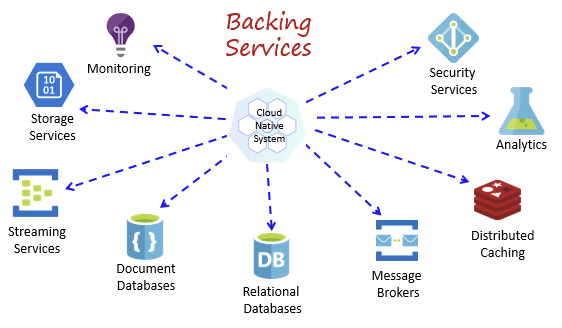 Backing
Services
Monitoring
Security
Services
10
01
Storage
Services
Cloud
Native
System
Analytics
Streaming
Services
{ }
Document
Databases
DB
Relational
Databases
Message
Brokers
Distributed
Caching